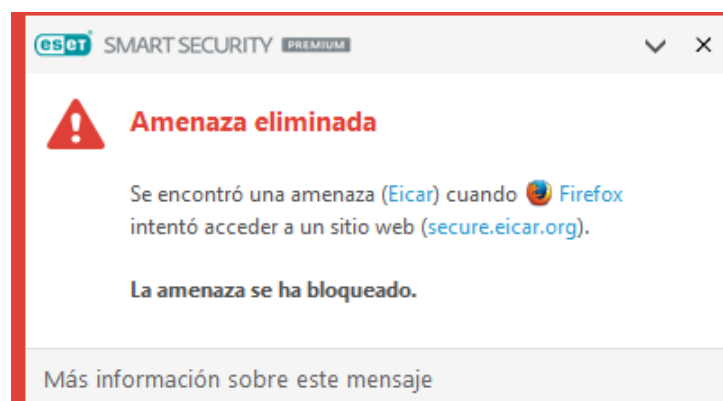 eset SMART SECURITY PREMIUM
Amenaza eliminada
Se encontró una amenaza (Eicar) cuando Firefox
intentó acceder a un sitio web (secure.eicar.org).
La amenaza se ha bloqueado.
Más información sobre este mensaje